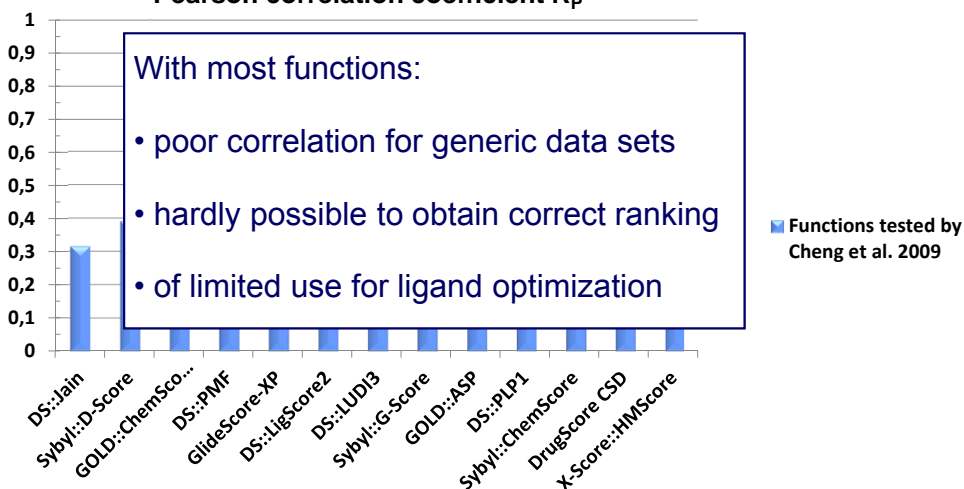 Pearson correlation coefficient Rp
1
0,9
0,8
0,7
0,6
0,5
0,4
0,3
0,2
0,1
0
With most functions:
• poor correlation for generic data sets
• hardly possible to obtain correct ranking
• of limited use for ligand optimization
Functions tested by
Cheng et al. 2009
DS::Jain
Sybyl::D-Score
GOLD::ChemSco...
DS::PMF
GlideScore-XP
DS::LigScore2
DS::LUDI3
Sybyl::G-Score
GOLD::ASP
DS::PLP1
Sybyl::ChemScore
DrugScore CSD
X-Score::HMScore